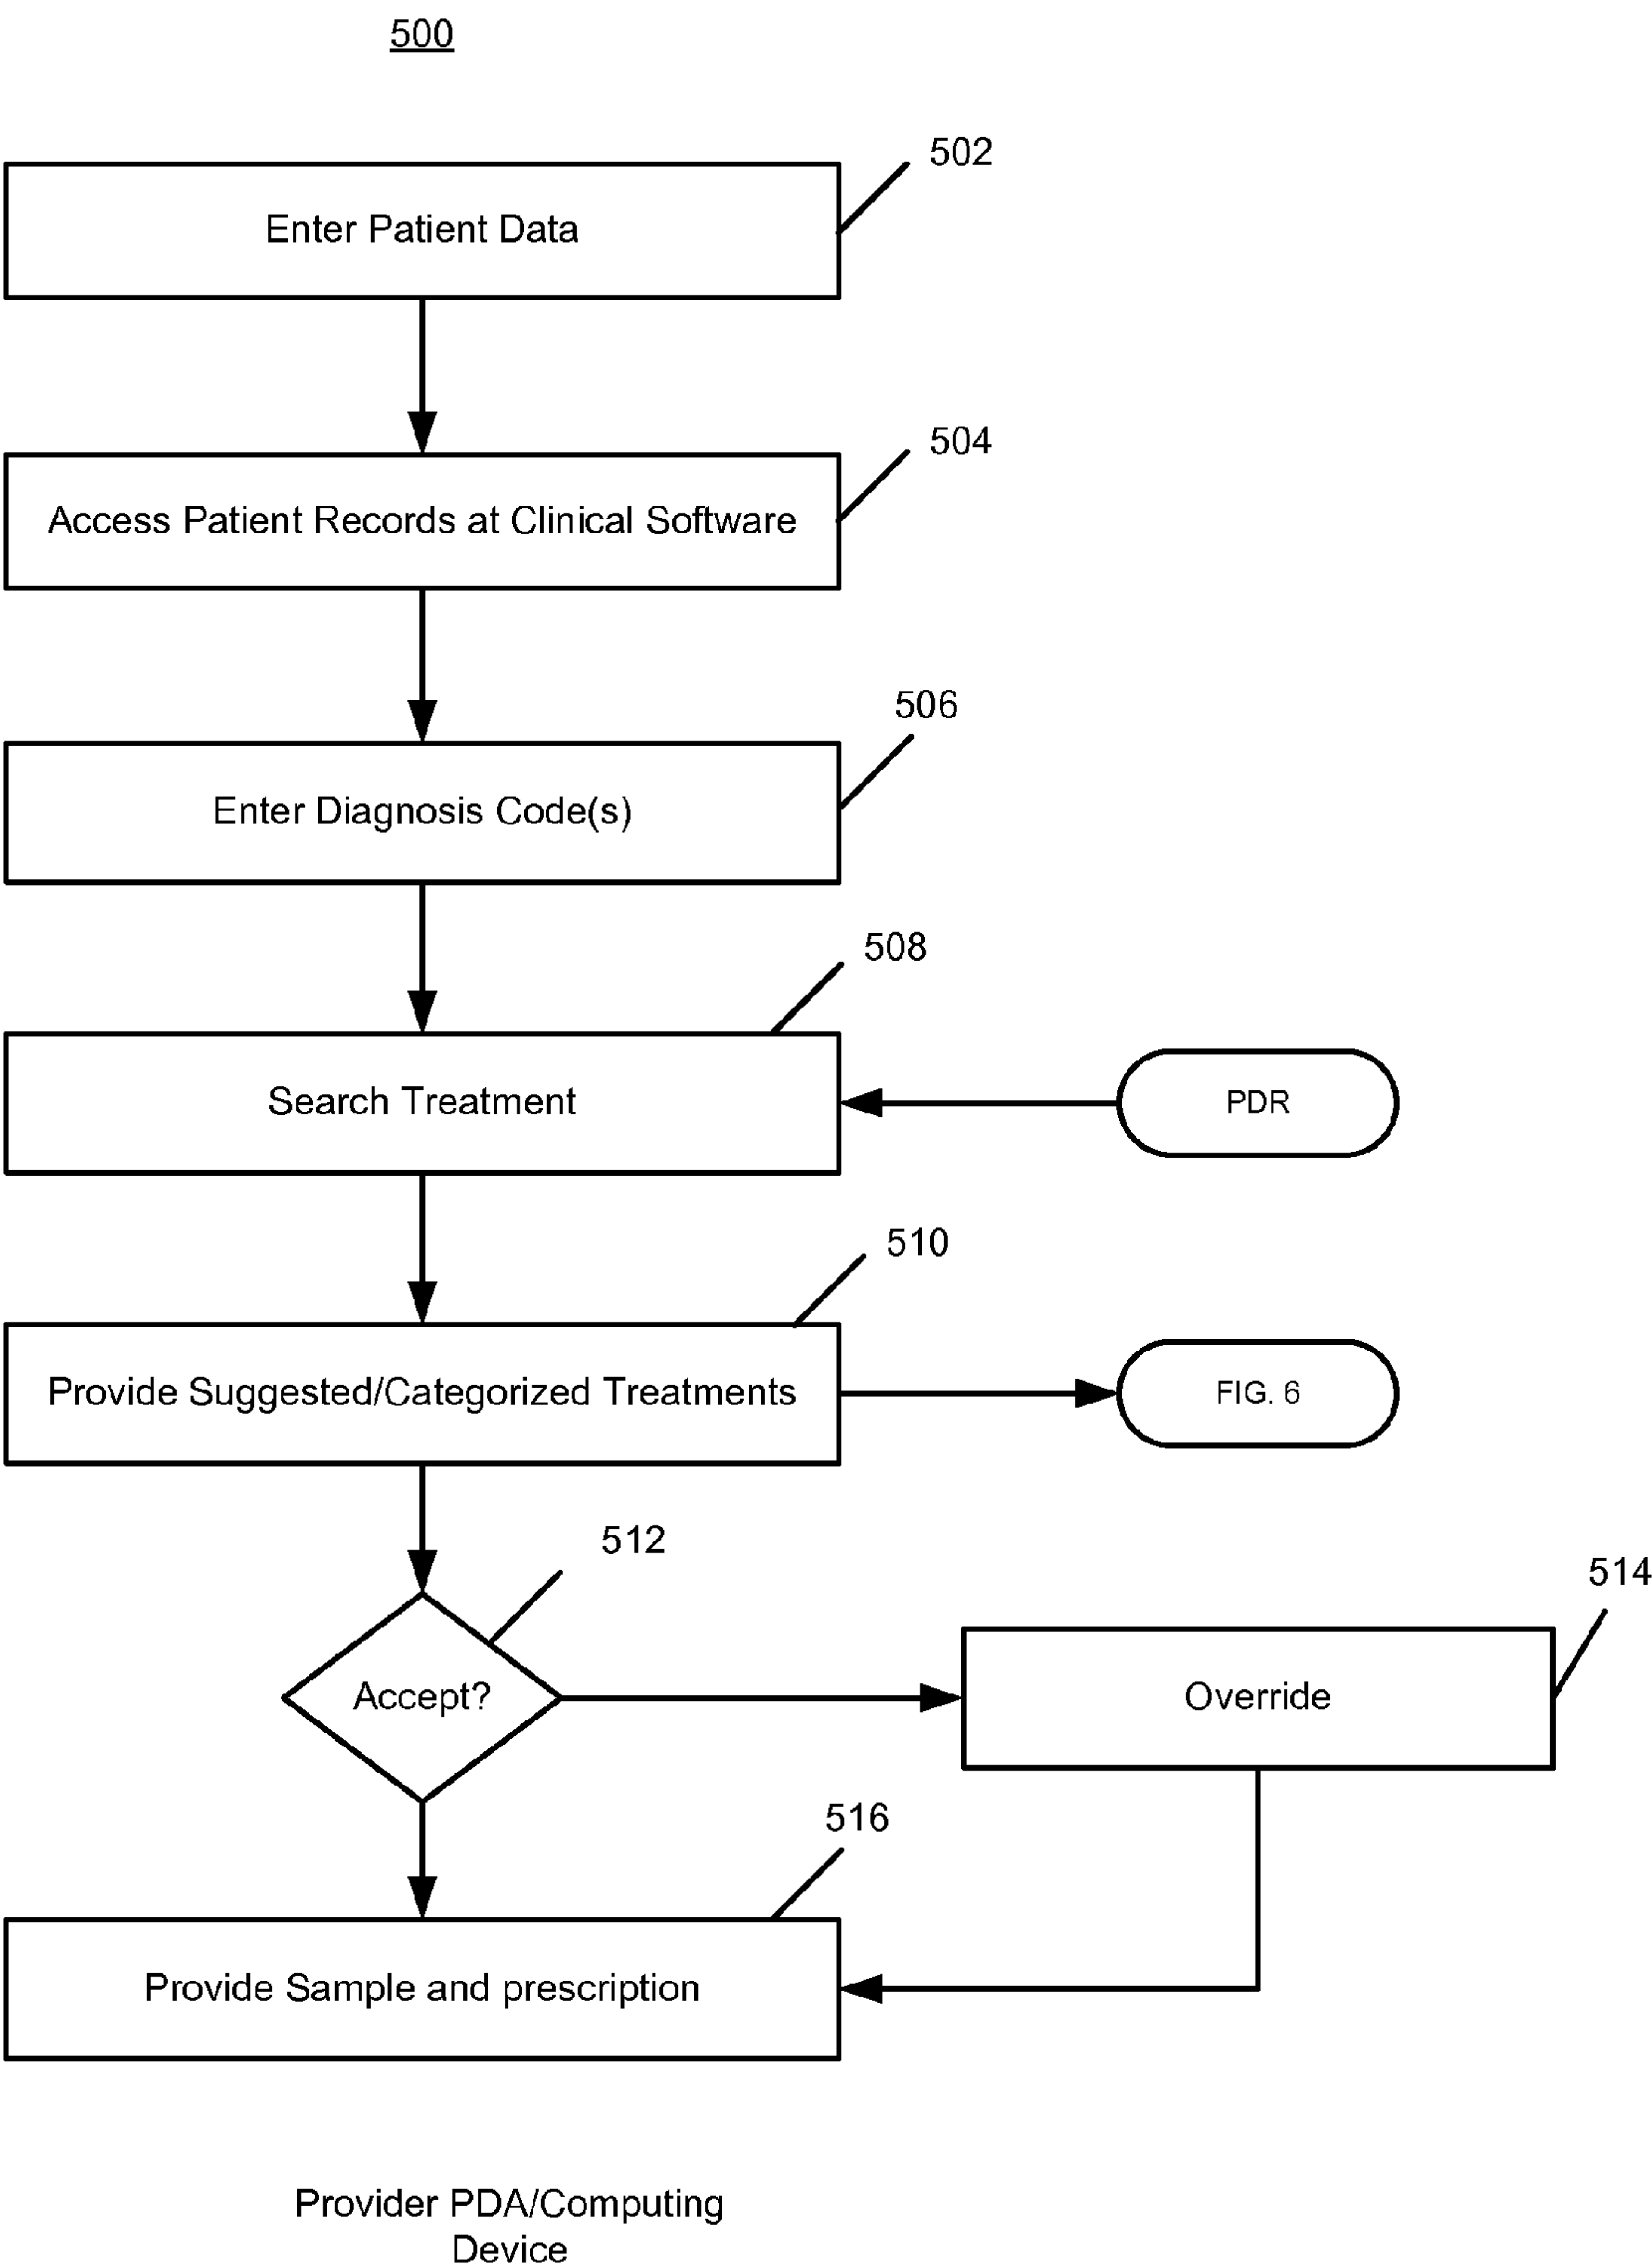 500
502
Enter Patient Data
504
Access Patient Records at Clinical Software
506
Enter Diagnosis Code(s)
508
Search Treatment
PDR
510
Provide Suggested/Categorized Treatments
FIG. 6
512
514
Accept?
Override
516
Provide Sample and prescription
Provider PDA/Computing
Device